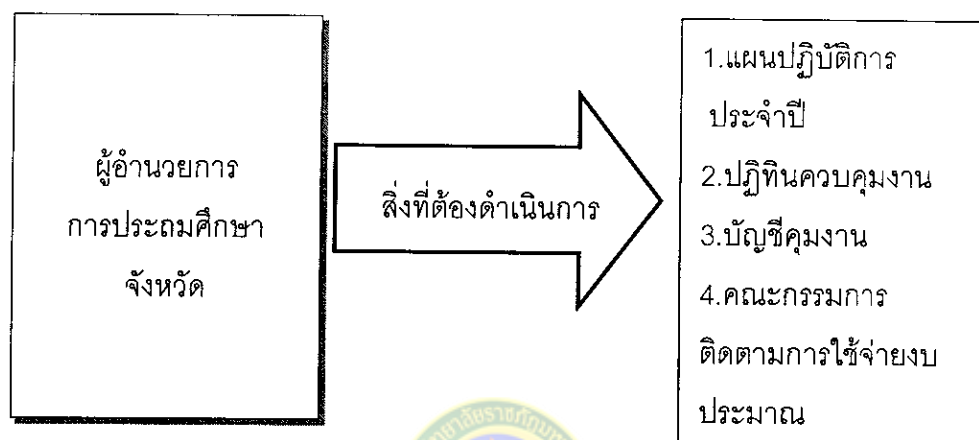 ผู้อำนวยการ
การประถมศึกษา
จังหวัด
สิ่งที่ต้องดำเนินการ
1.แผนปฏิบัติการ
ประจำปี
2.ปฏิทินควบคุมงาน
3.บัญชีคุมงาน
4.คณะกรรมการ
ติดตามการใช้จ่ายงบ
ประมาณ